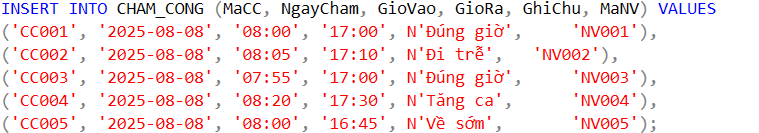 INSERT INTO CHAM_CONG (MaCC, NgayCham, GioVao, GioRa, GhiChu, MaNV) VALUES
('CC001', '2025-08-08', '08:00', '17:00', N'Đúng giờ', 'NV001'),
('CC002', '2025-08-08', '08:05', '17:10', N'Đi trễ', 'NV002'),
('CC003', '2025-08-08', '07:55', '17:00', N'Đúng giờ', 'NV003'),
('CC004', '2025-08-08', '08:20', '17:30', N'Tăng ca', 'NV004'),
('CC005', '2025-08-08', '08:00', '16:45', N'Về sớm', 'NV005');